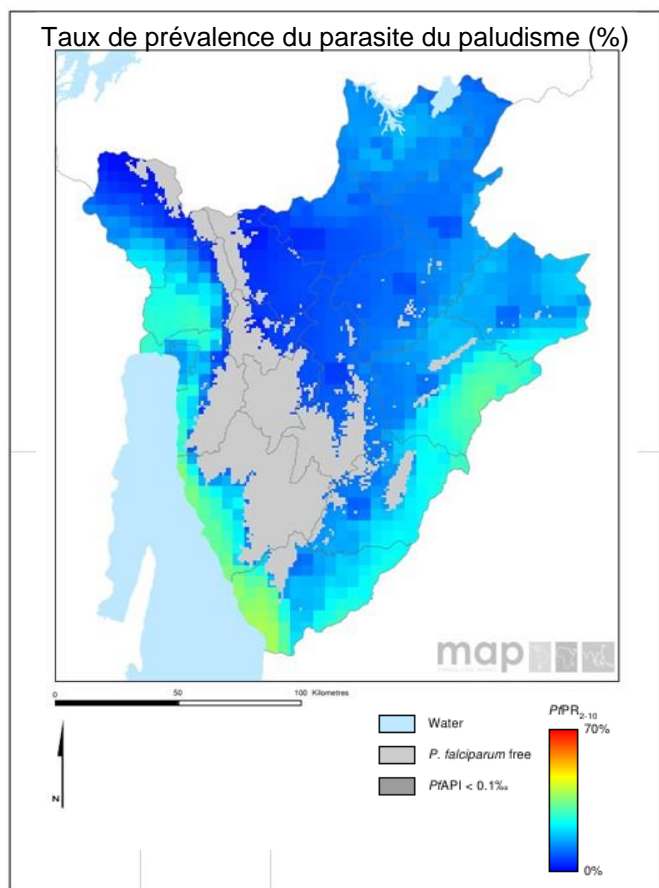 Taux de prévalence du parasite du paludisme (%)
map
0 50 100 Kilometres
Water
P. falciparum free
PfAPI < 0.1‰
N
PfPR2-10
70%
0%